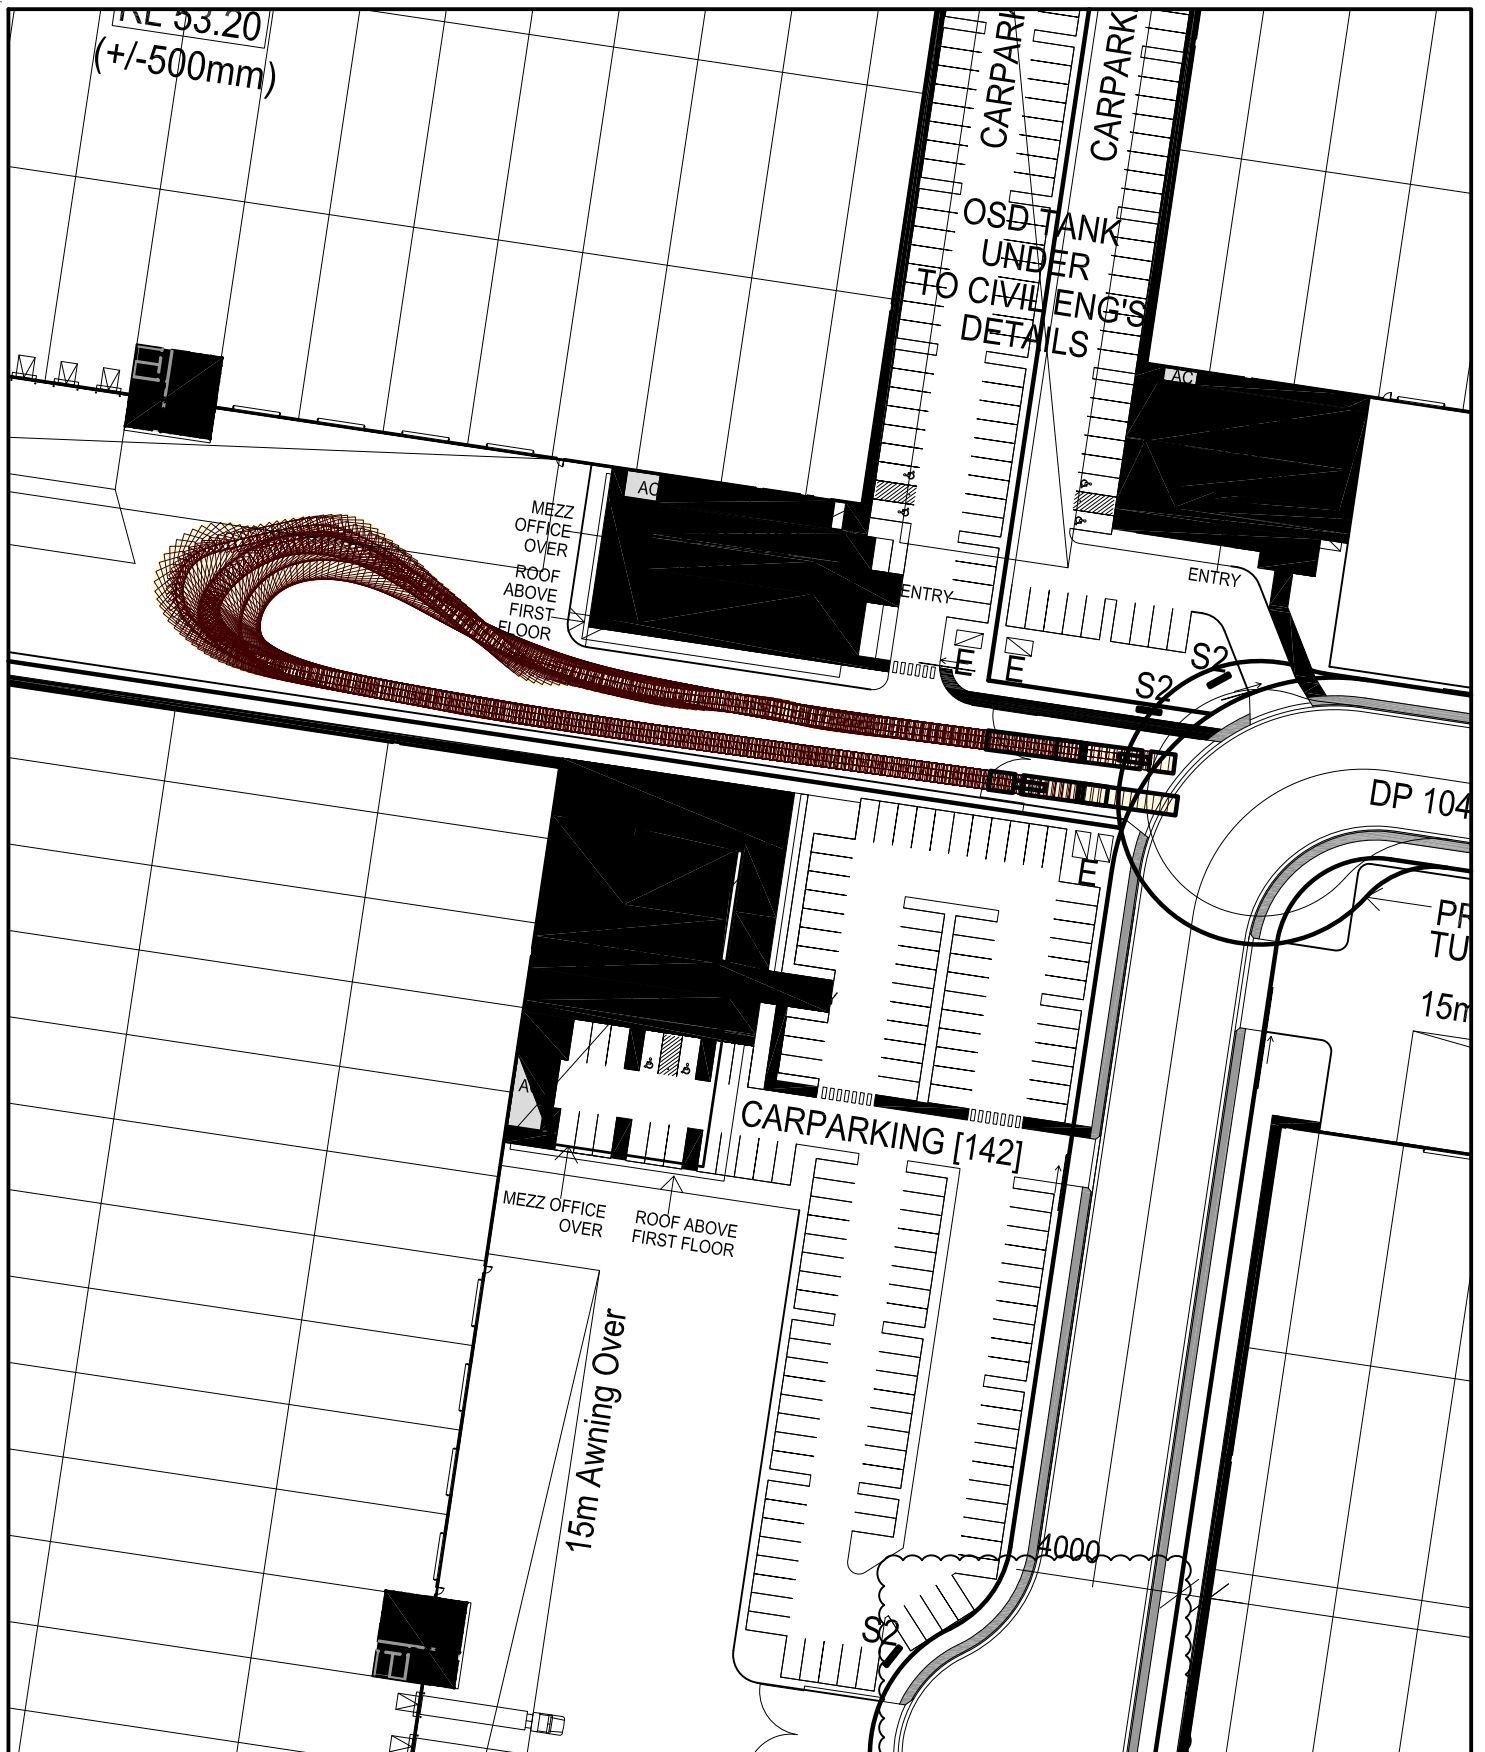 RL 53.20
(+/-500mm)
CARPARK
CARPARK
OSD TANK
UNDER
TO CIVIL ENG'S
DETAILS
AC
AC
MEZZ
OFFICE
OVER
ROOF
ABOVE
FIRST
FLOOR
ENTRY
ENTRY
E
E
S2
S2
DP 104
E
PR
TU
15m
A
CARPARKING [142]
MEZZ OFFICE
OVER
ROOF ABOVE
FIRST FLOOR
15m Awning Over
4000
S2